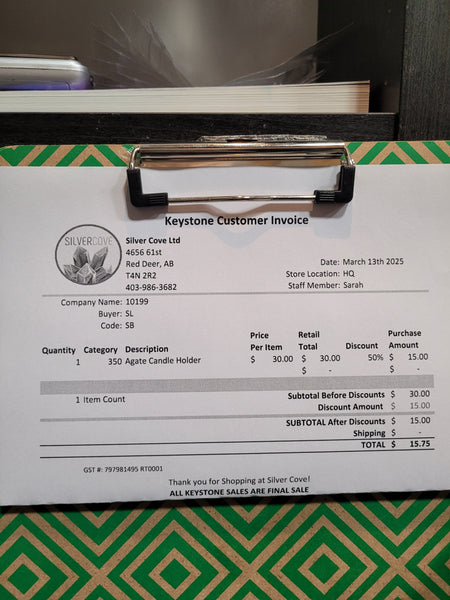 Keystone Customer Invoice
SILVERCOVE
Silver Cove Ltd
4656 61st
Red Deer, AB
T4N 2R2
403-986-3682
Date: March 13th 2025
Store Location: HQ
Staff Member: Sarah
Company Name: 10199
Buyer: SL
Code: SB
Quantity Category Description Price Per Item Retail Total Discount Purchase Amount
1 350 Agate Candle Holder $ 30.00 $ 30.00 50% $ 15.00
$ - $ -
1 Item Count
Subtotal Before Discounts $ 30.00
Discount Amount $ 15.00
SUBTOTAL After Discounts $ 15.00
Shipping $ -
TOTAL $ 15.75
GST #: 797981495 RT0001
Thank you for Shopping at Silver Cove!
ALL KEYSTONE SALES ARE FINAL SALE